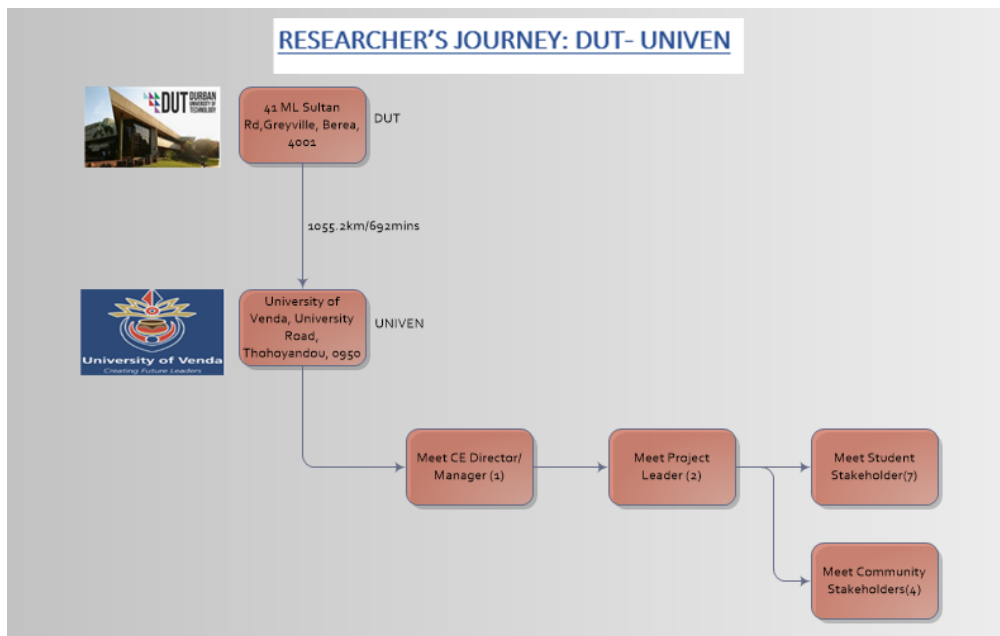 RESEARCHER'S JOURNEY: DUT- UNIVEN
DUT DURBAN
UNIVERSITY OF
TECHNOLOGY
41 ML Sultan
Rd,Greyville, Berea,
4001
DUT
1055.2km/692mins
University of Venda
Creating Future Leaders
University of
Venda, University
Road,
Thohoyandou, 0950
UNIVEN
Meet CE Director/
Manager (1)
Meet Project
Leader (2)
Meet Student
Stakeholder(7)
Meet Community
Stakeholders(4)